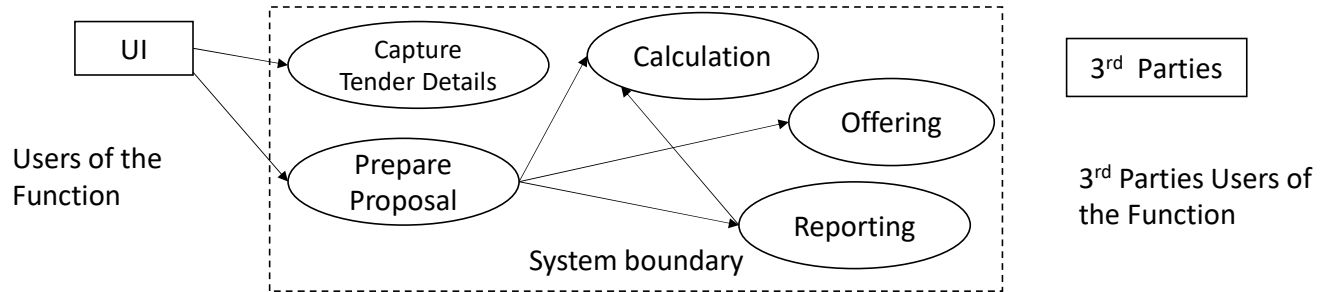 UI
Capture
Tender Details
Calculation
3rd Parties
Offering
Users of the
Function
Prepare
Proposal
3rd Parties Users of
the Function
Reporting
System boundary